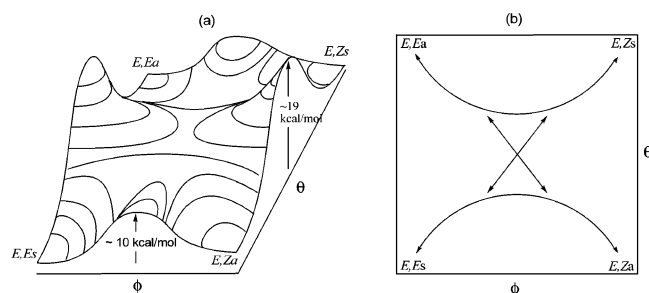 (a)
(b)
E,Ea
E,Zs
~19
kcal/mol
θ
E,Es
~ 10 kcal/mol
E,Za
ϕ
E,Ea
E,Zs
θ
E,Es
E,Za
ϕ